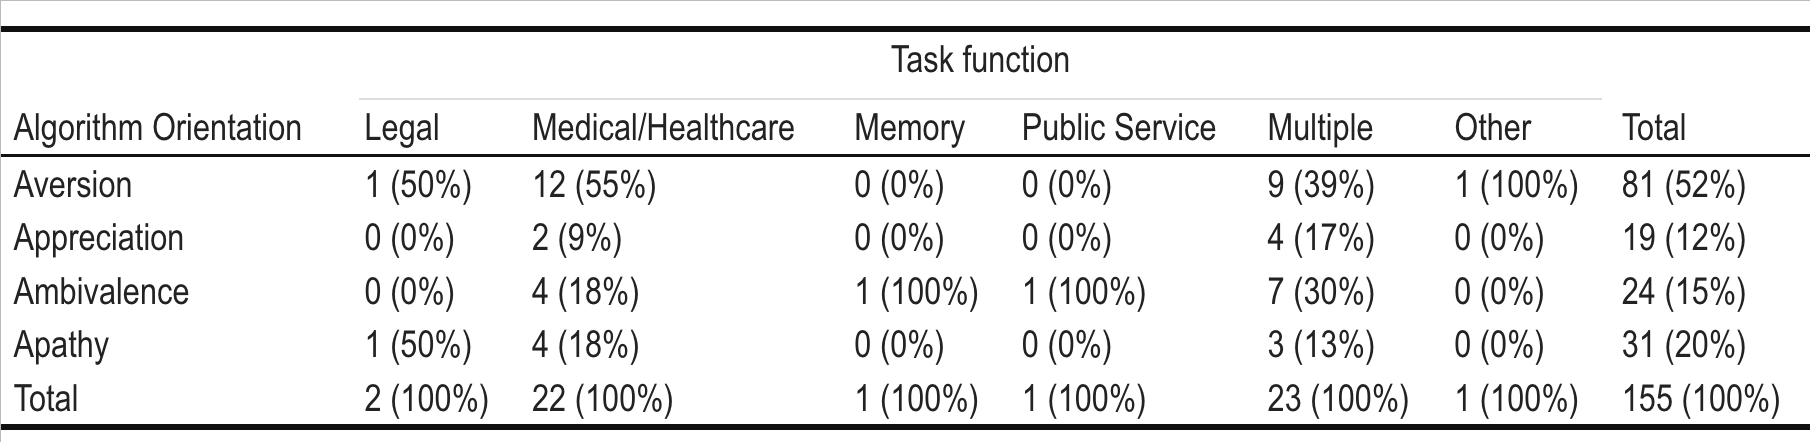 Task function
Algorithm Orientation Legal Medical/Healthcare Memory Public Service Multiple Other Total
Aversion 1 (50%) 12 (55%) 0 (0%) 0 (0%) 9 (39%) 1 (100%) 81 (52%)
Appreciation 0 (0%) 2 (9%) 0 (0%) 0 (0%) 4 (17%) 0 (0%) 19 (12%)
Ambivalence 0 (0%) 4 (18%) 1 (100%) 1 (100%) 7 (30%) 0 (0%) 24 (15%)
Apathy 1 (50%) 4 (18%) 0 (0%) 0 (0%) 3 (13%) 0 (0%) 31 (20%)
Total 2 (100%) 22 (100%) 1 (100%) 1 (100%) 23 (100%) 1 (100%) 155 (100%)